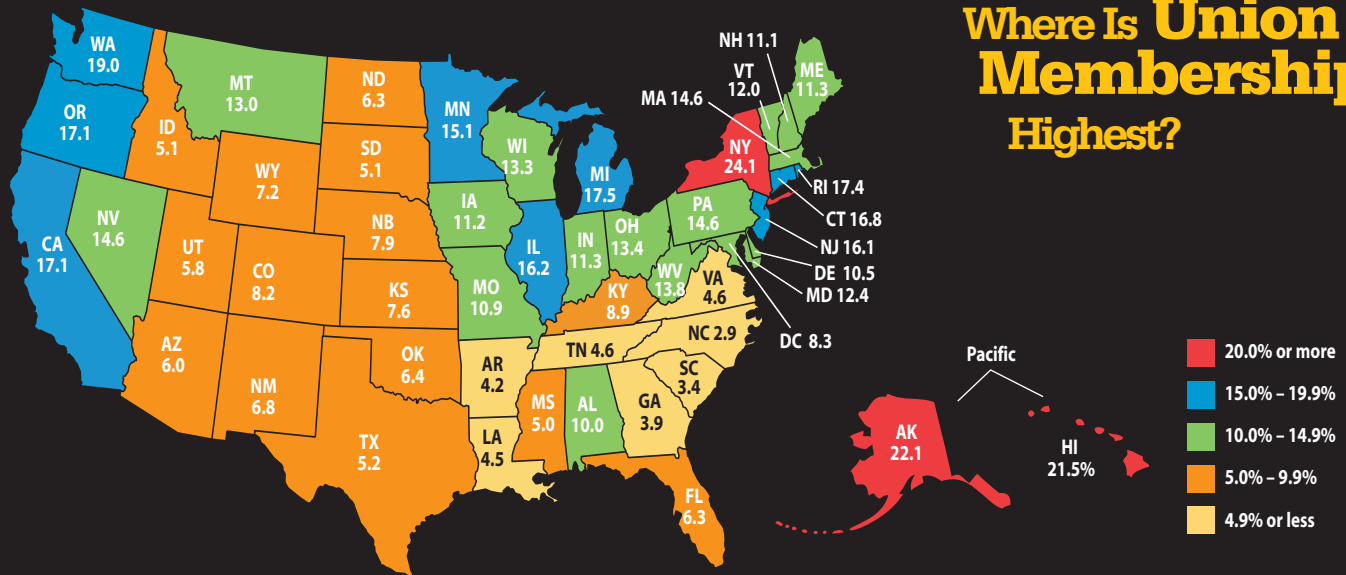 Where Is Union
Membership
Highest?
WA
19.0
OR
17.1
CA
17.1
NV
14.6
ID
5.1
MT
13.0
WY
7.2
UT
5.8
CO
8.2
AZ
6.0
NM
6.8
ND
6.3
SD
5.1
NB
7.9
KS
7.6
OK
6.4
TX
5.2
MN
15.1
IA
11.2
MO
10.9
AR
4.2
LA
4.5
WI
13.3
IL
16.2
MI
17.5
IN
11.3
OH
13.4
KY
8.9
TN 4.6
MS
5.0
AL
10.0
GA
3.9
FL
6.3
SC
3.4
NC 2.9
VA
4.6
WV
13.8
PA
14.6
NY
24.1
MA 14.6
VT
12.0
NH 11.1
ME
11.3
RI 17.4
CT 16.8
NJ 16.1
DE 10.5
MD 12.4
DC 8.3
Pacific
AK
22.1
HI
21.5%
20.0% or more
15.0% – 19.9%
10.0% – 14.9%
5.0% – 9.9%
4.9% or less